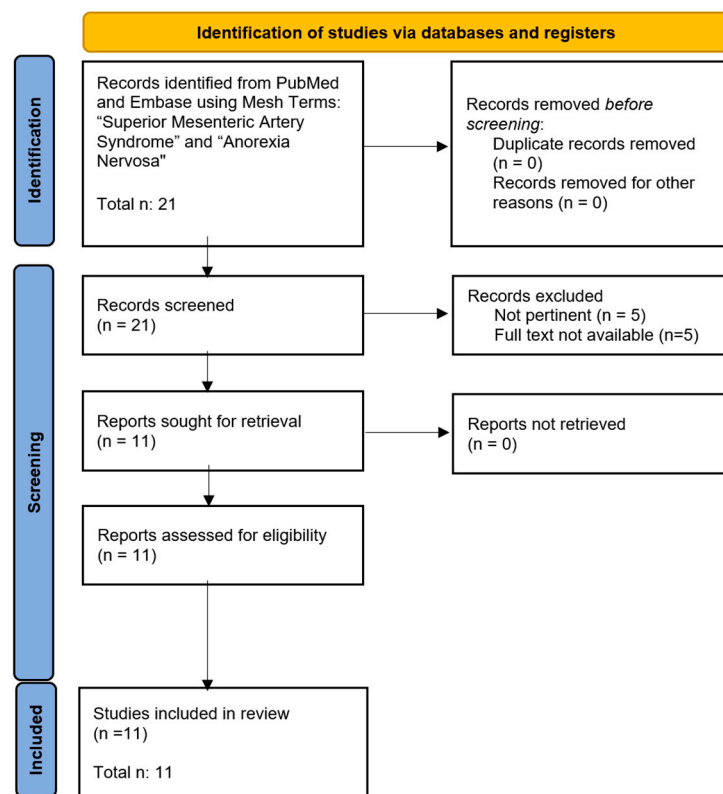 Identification of studies via databases and registers
Identification
Records identified from PubMed
and Embase using Mesh Terms:
“Superior Mesenteric Artery
Syndrome” and “Anorexia
Nervosa"
Total n: 21
Records removed before
screening:
Duplicate records removed
(n = 0)
Records removed for other
reasons (n = 0)
Screening
Records screened
(n = 21)
Records excluded
Not pertinent (n = 5)
Full text not available (n=5)
Reports sought for retrieval
(n = 11)
Reports not retrieved
(n = 0)
Reports assessed for eligibility
(n = 11)
Included
Studies included in review
(n =11)
Total n: 11